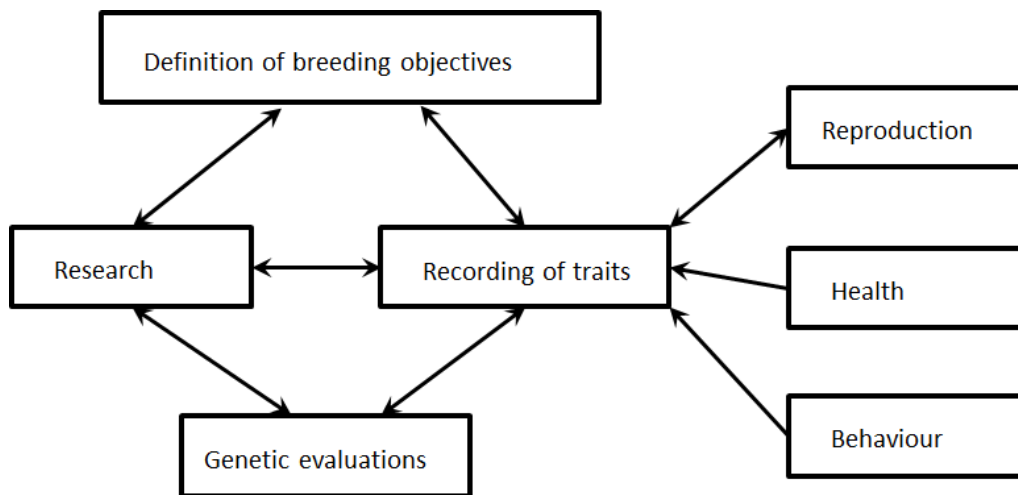 Definition of breeding objectives
Reproduction
Research
Recording of traits
Health
Genetic evaluations
Behaviour